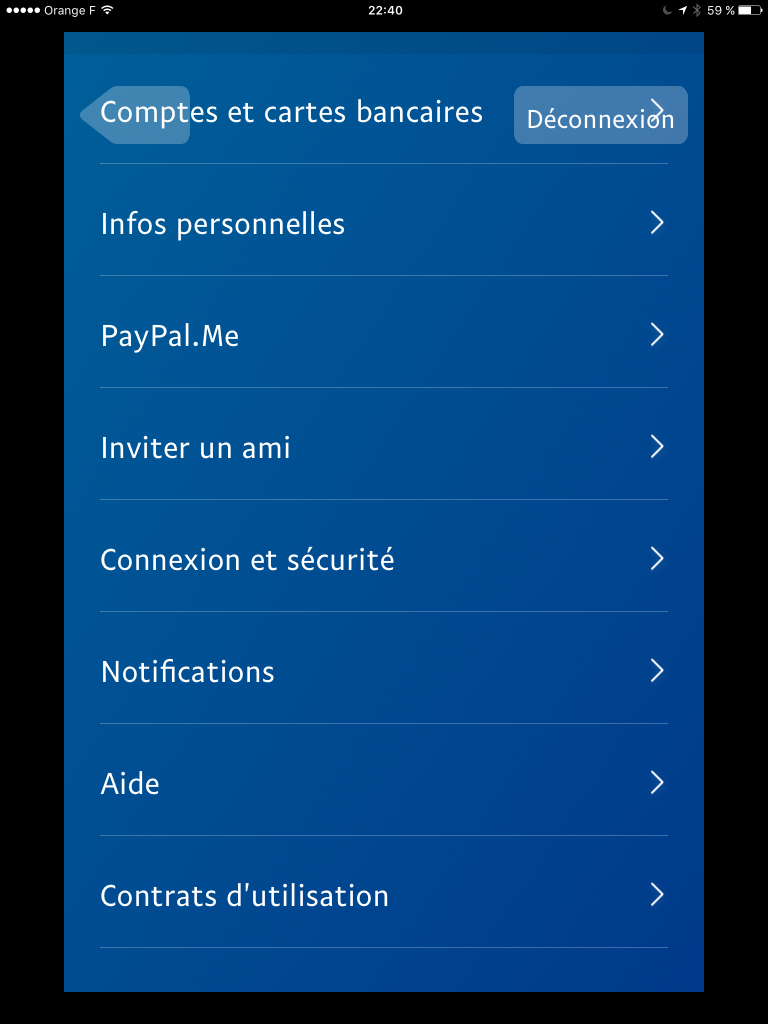 Orange F 22:40 59 %
Comptes et cartes bancaires Déconnexion
Infos personnelles
PayPal.Me
Inviter un ami
Connexion et sécurité
Notifications
Aide
Contrats d'utilisation